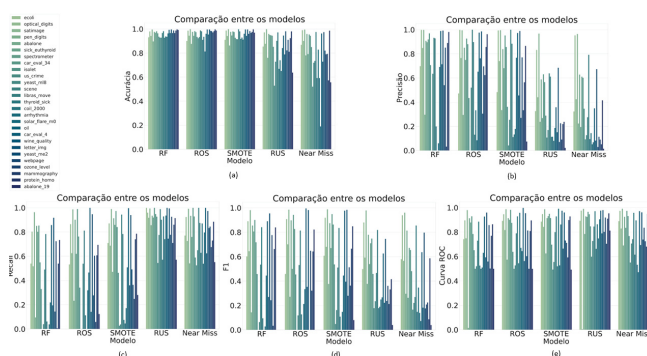 ecoli
optical_digits
satimage
pen_digits
abalone
sick_euthyroid
spectrometer
car_eval_34
isolet
us_crime
yeast_ml8
scene
libras_move
thyroid_sick
coil_2000
arrhythmia
solar_flare_m0
oil
car_eval_4
wine_quality
letter_img
yeast_me2
webpage
ozone_level
mammography
protein_homo
abalone_19
Comparação entre os modelos
Acurácia
1.0
0.8
0.6
0.4
0.2
0.0
RF ROS SMOTE RUS Near Miss
Modelo
(a)
Comparação entre os modelos
Precisão
1.0
0.8
0.6
0.4
0.2
0.0
RF ROS SMOTE RUS Near Miss
Modelo
(b)
Comparação entre os modelos
Recall
1.0
0.8
0.6
0.4
0.2
0.0
RF ROS SMOTE RUS Near Miss
Modelo
(c)
Comparação entre os modelos
F1
1.0
0.8
0.6
0.4
0.2
0.0
RF ROS SMOTE RUS Near Miss
Modelo
(d)
Comparação entre os modelos
Curva ROC
1.0
0.8
0.6
0.4
0.2
0.0
RF ROS SMOTE RUS Near Miss
Modelo
(e)